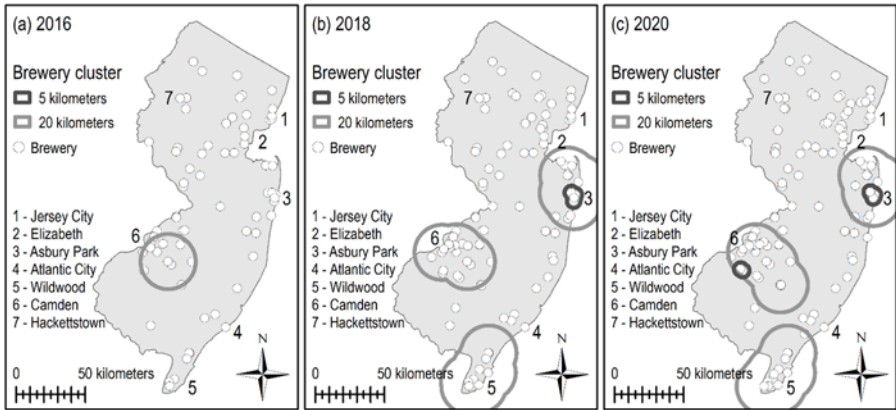 (a) 2016
Brewery cluster
5 kilometers
20 kilometers
Brewery
7
1
2
3
6
4
5
1 - Jersey City
2 - Elizabeth
3 - Asbury Park
4 - Atlantic City
5 - Wildwood
6 - Camden
7 - Hackettstown
N
0 50 kilometers
(b) 2018
Brewery cluster
5 kilometers
20 kilometers
Brewery
7
1
2
3
6
4
5
1 - Jersey City
2 - Elizabeth
3 - Asbury Park
4 - Atlantic City
5 - Wildwood
6 - Camden
7 - Hackettstown
N
0 50 kilometers
(c) 2020
Brewery cluster
5 kilometers
20 kilometers
Brewery
7
1
2
3
6
4
5
1 - Jersey City
2 - Elizabeth
3 - Asbury Park
4 - Atlantic City
5 - Wildwood
6 - Camden
7 - Hackettstown
N
0 50 kilometers